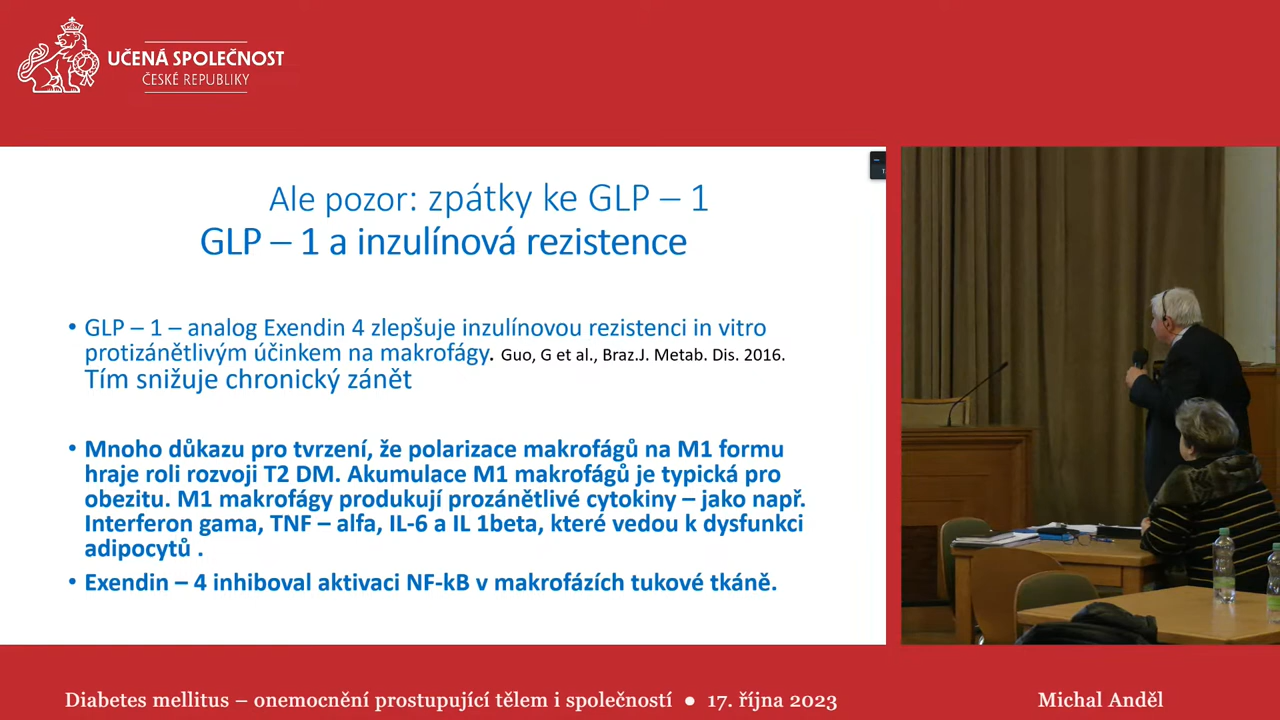 UČENÁ SPOLEČNOST
ČESKÉ REPUBLIKY
Ale pozor: zpátky ke GLP – 1
GLP – 1 a inzulínová rezistence
• GLP – 1 – analog Exendin 4 zlepšuje inzulínovou rezistenci in vitro
protizánětlivým účinkem na makrofágy. Guo, G et al., Braz.J. Metab. Dis. 2016.
Tím snižuje chronický zánět
• Mnoho důkazu pro tvrzení, že polarizace makrofágů na M1 formu
hraje roli rozvoji T2 DM. Akumulace M1 makrofágů je typická pro
obezitu. M1 makrofágy produkují prozánětlivé cytokiny – jako např.
Interferon gama, TNF – alfa, IL-6 a IL 1beta, které vedou k dysfunkci
adipocytů .
• Exendin – 4 inhiboval aktivaci NF-kB v makrofázích tukové tkáně.
Diabetes mellitus – onemocnění prostupující tělem i společností ● 17. října 2023
Michal Anděl